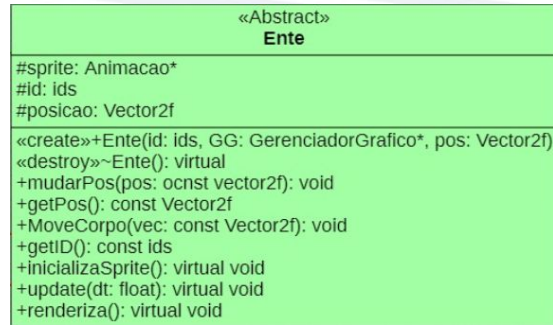 «Abstract»
Ente
#sprite: Animacao*
#id: ids
#posicao: Vector2f
«create»+Ente(id: ids, GG: GerenciadorGrafico*, pos: Vector2f)
«destroy»~Ente(): virtual
+mudarPos(pos: ocnst vector2f): void
+getPos(): const Vector2f
+MoveCorpo(vec: const Vector2f): void
+getID(): const ids
+inicializaSprite(): virtual void
+update(dt: float): virtual void
+renderiza(): virtual void